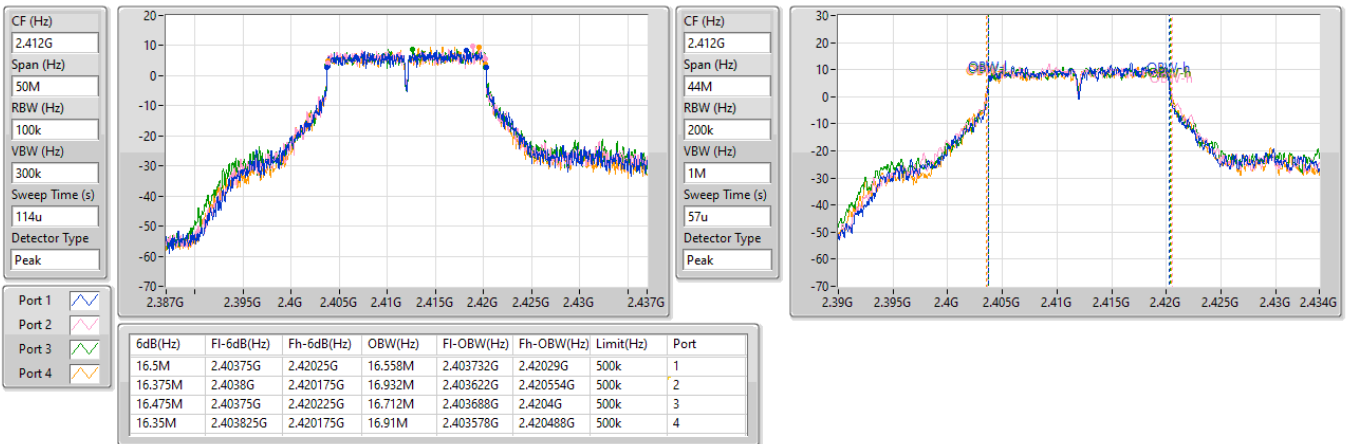 CF (Hz)
2.412G
Span (Hz)
50M
RBW (Hz)
100k
VBW (Hz)
300k
Sweep Time (s)
114u
Detector Type
Peak
Port 1
Port 2
Port 3
Port 4
20
10
0
-10
-20
-30
-40
-50
-60
-70
2.387G 2.395G 2.4G 2.405G 2.41G 2.415G 2.42G 2.425G 2.43G 2.437G
CF (Hz)
2.412G
Span (Hz)
44M
RBW (Hz)
200k
VBW (Hz)
1M
Sweep Time (s)
57u
Detector Type
Peak
30
20
10
0
-10
-20
-30
-40
-50
-60
-70
OBW-l OBW-h
2.39G 2.395G 2.4G 2.405G 2.41G 2.415G 2.42G 2.425G 2.43G 2.434G
6dB(Hz) Fl-6dB(Hz) Fh-6dB(Hz) OBW(Hz) Fl-OBW(Hz) Fh-OBW(Hz) Limit(Hz) Port
16.5M 2.40375G 2.42025G 16.558M 2.403732G 2.42029G 500k 1
16.375M 2.4038G 2.420175G 16.932M 2.403622G 2.420554G 500k 2
16.475M 2.40375G 2.420225G 16.712M 2.403688G 2.4204G 500k 3
16.35M 2.403825G 2.420175G 16.91M 2.403578G 2.420488G 500k 4